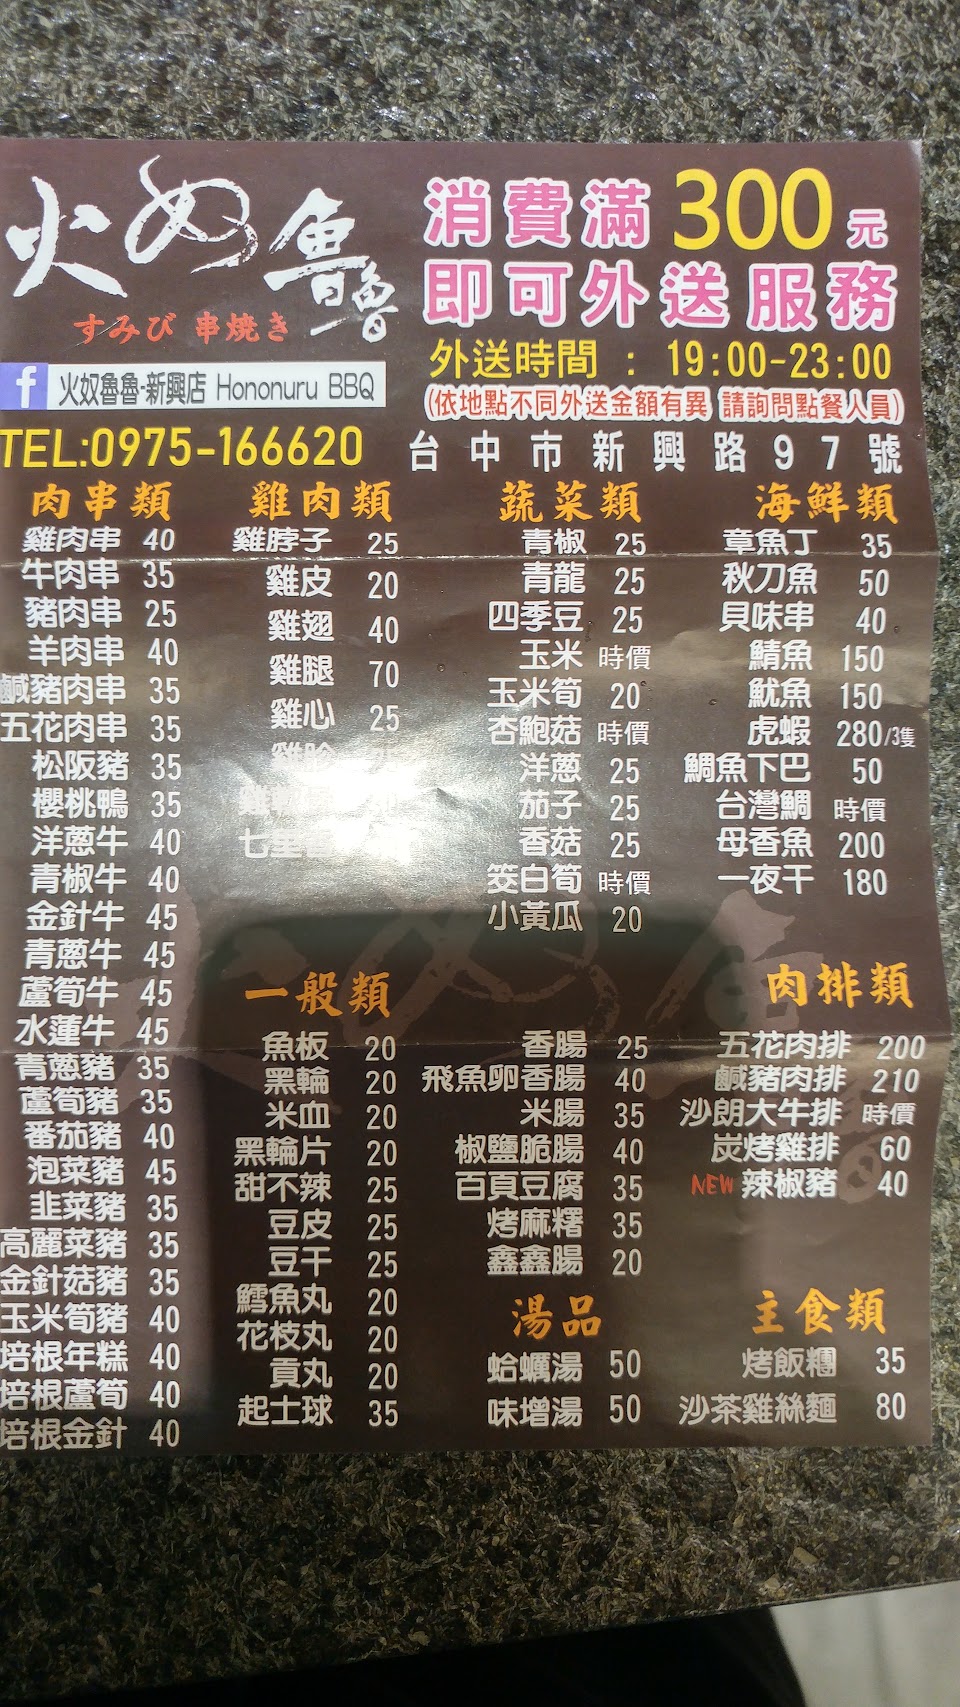 火奴魯魯
すみび 串焼き
火奴魯魯-新興店 Hononuru BBQ
TEL:0975-166620
消費滿300元
即可外送服務
外送時間 : 19:00-23:00
(依地點不同外送金額有異 請詢問點餐人員)
台中市新興路97號
肉串類
雞肉串 40
牛肉串 35
豬肉串 25
羊肉串 40
鹹豬肉串 35
五花肉串 35
松阪豬 35
櫻桃鴨 35
洋蔥牛 40
青椒牛 40
金針牛 45
青蔥牛 45
蘆筍牛 45
水蓮牛 45
青蔥豬 35
蘆筍豬 35
番茄豬 40
泡菜豬 45
韭菜豬 35
高麗菜豬 35
金針菇豬 35
玉米筍豬 40
培根年糕 40
培根蘆筍 40
培根金針 40
雞肉類
雞脖子 25
雞皮 20
雞翅 40
雞腿 70
雞心 25
蔬菜類
青椒 25
青龍 25
四季豆 25
玉米 時價
玉米筍 20
杏鮑菇 時價
洋蔥 25
茄子 25
香菇 25
筊白筍 時價
小黃瓜 20
海鮮類
章魚丁 35
秋刀魚 50
貝味串 40
鯖魚 150
魷魚 150
虎蝦 280/3隻
鯛魚下巴 50
台灣鯛 時價
母香魚 200
一夜干 180
一般類
魚板 20
黑輪 20
米血 20
黑輪片 20
甜不辣 25
豆皮 25
豆干 25
鱈魚丸 20
花枝丸 20
貢丸 20
起士球 35
香腸 25
飛魚卵香腸 40
米腸 35
椒鹽脆腸 40
百頁豆腐 35
烤麻糬 35
鑫鑫腸 20
湯品
蛤蠣湯 50
味增湯 50
肉排類
五花肉排 200
鹹豬肉排 210
沙朗大牛排 時價
炭烤雞排 60
NEW 辣椒豬 40
主食類
烤飯糰 35
沙茶雞絲麵 80